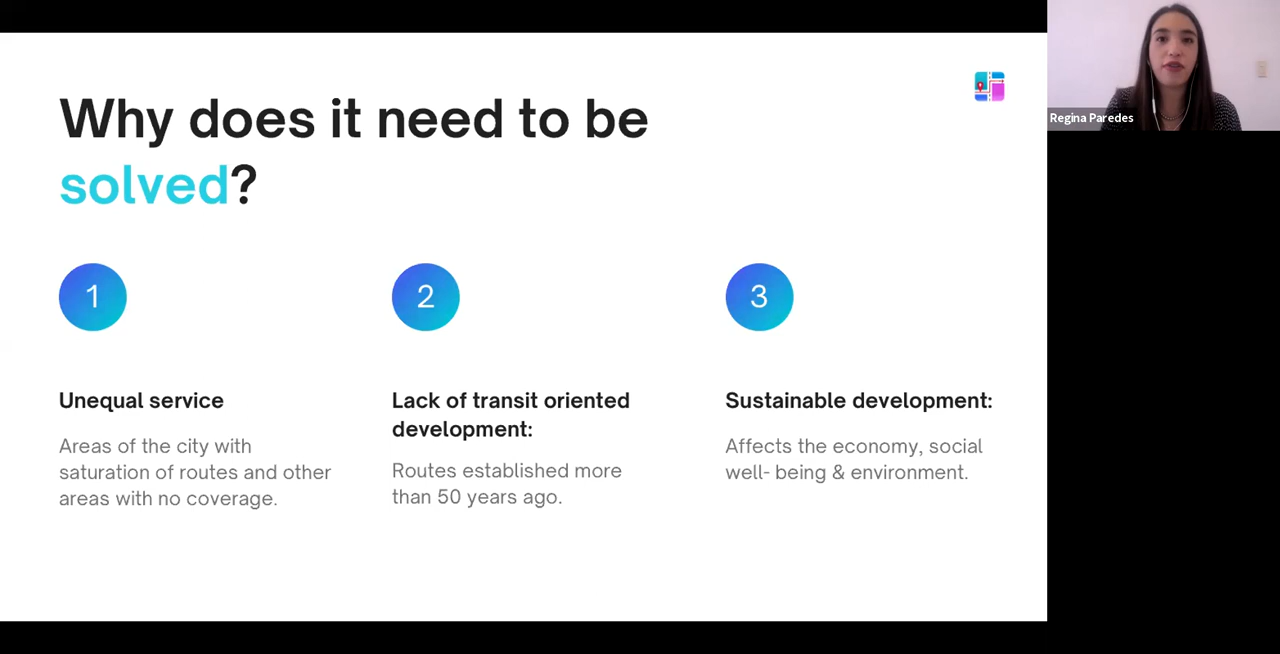 Why does it need to be
solved?
1
2
3
Unequal service
Areas of the city with
saturation of routes and other
areas with no coverage.
Lack of transit oriented
development:
Routes established more
than 50 years ago.
Sustainable development:
Affects the economy, social
well- being & environment.
Regina Paredes